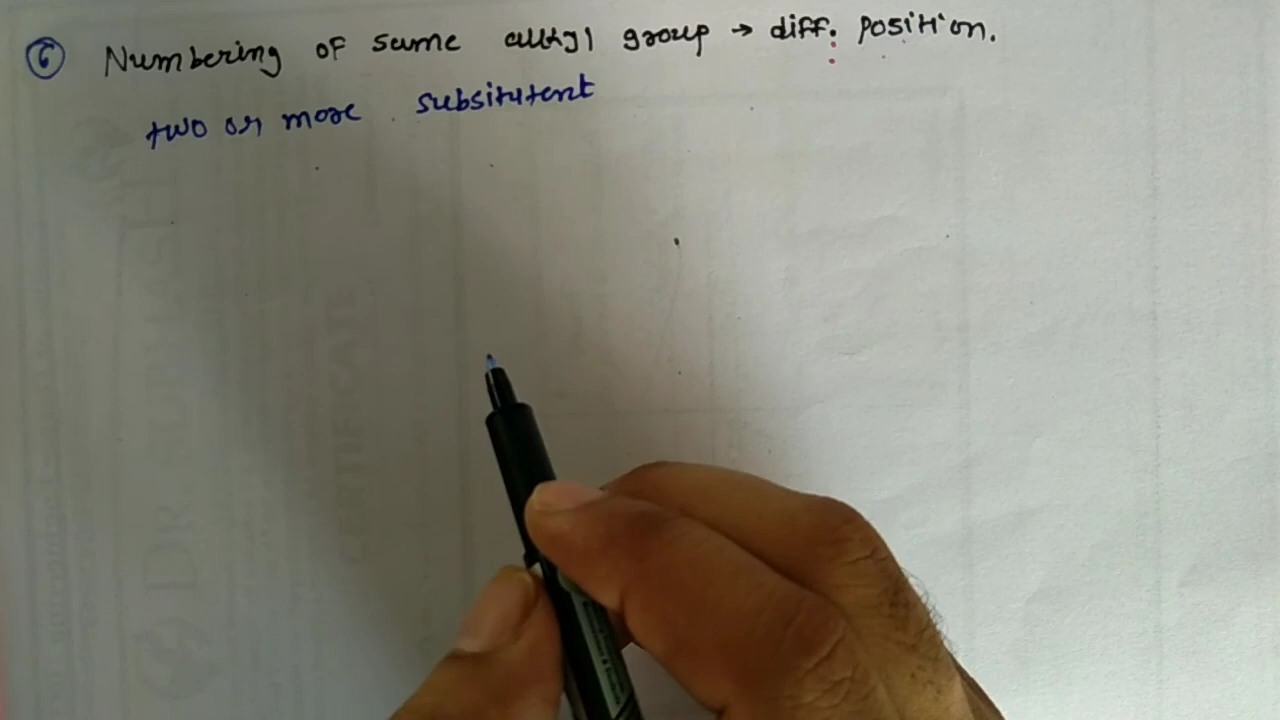 6 Numbering of same alkyl group → diff. position.
two or more substitutent